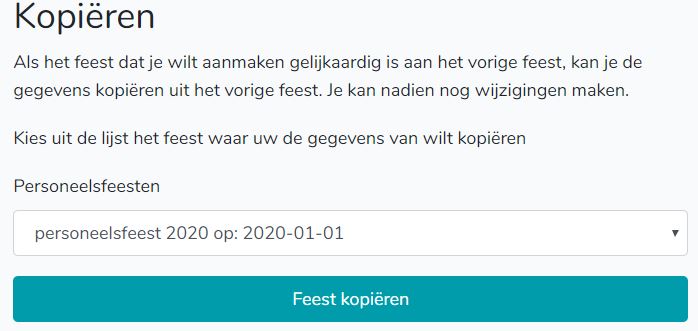 Kopiëren
Als het feest dat je wilt aanmaken gelijkaardig is aan het vorige feest, kan je de
gegevens kopiëren uit het vorige feest. Je kan nadien nog wijzigingen maken.
Kies uit de lijst het feest waar uw de gegevens van wilt kopiëren
Personeelsfeesten
personeelsfeest 2020 op: 2020-01-01
Feest kopiëren